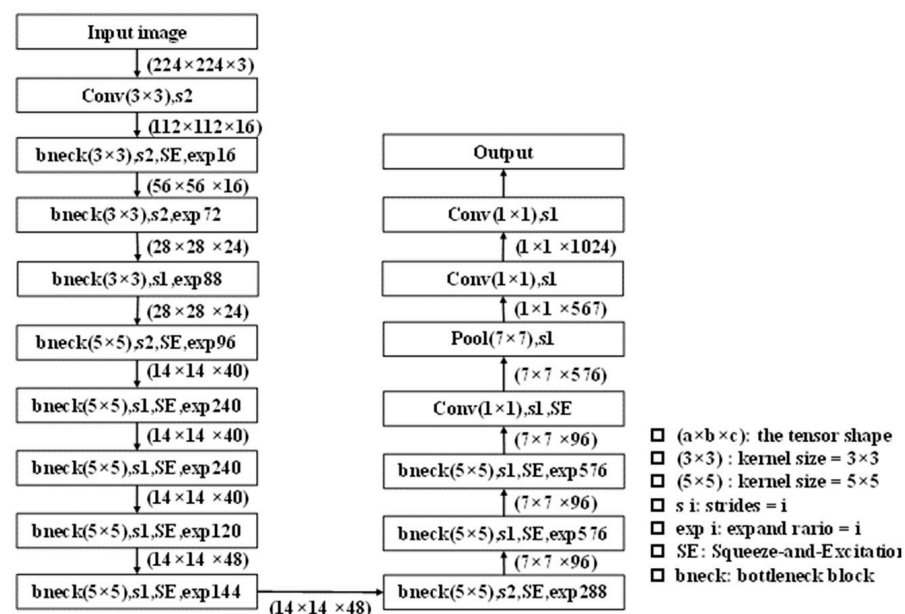 Input image
(224×224×3)
Conv(3×3),s2
(112×112×16)
bneck(3×3),s2,SE,exp16
(56×56 ×16)
bneck(3×3),s2,exp72
(28×28 ×24)
bneck(3×3),s1,exp88
(28×28 ×24)
bneck(5×5),s2,SE,exp96
(14×14 ×40)
bneck(5×5),s1,SE,exp240
(14×14 ×40)
bneck(5×5),s1,SE,exp240
(14×14 ×40)
bneck(5×5),s1,SE,exp120
(14×14 ×48)
bneck(5×5),s1,SE,exp144
(14×14 ×48)
bneck(5×5),s2,SE,exp288
(7×7 ×96)
bneck(5×5),s1,SE,exp576
(7×7 ×96)
bneck(5×5),s1,SE,exp576
(7×7 ×96)
Conv(1×1),s1,SE
(7×7 ×576)
Pool(7×7),s1
(1×1 ×567)
Conv(1×1),s1
(1×1 ×1024)
Conv(1×1),s1
Output
(a×b×c): the tensor shape
(3×3) : kernel size = 3×3
(5×5) : kernel size = 5×5
s i: strides = i
exp i: expand rario = i
SE: Squeeze-and-Excitation
bneck: bottleneck block